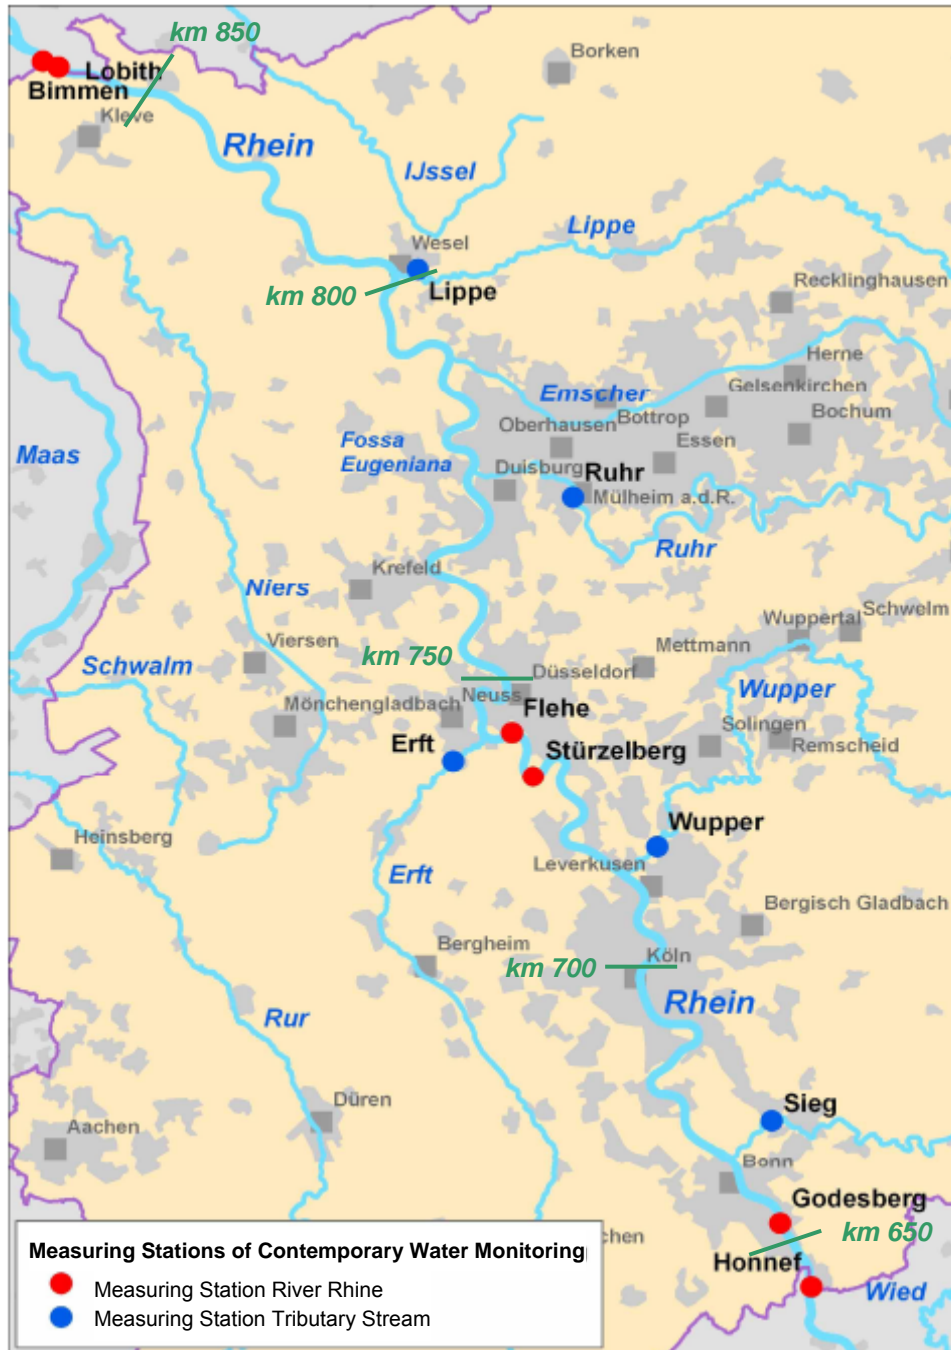 km 850
Borken
Lobith
Bimmen
Kleve
Rhein
IJssel
Lippe
Wesel
km 800
Lippe
Recklinghausen
Herne
Gelsenkirchen
Emscher
Bottrop
Bochum
Oberhausen
Essen
Fossa
Eugeniana
Maas
Duisburg
Ruhr
Mülheim a.d.R.
Ruhr
Krefeld
Niers
Wuppertal
Schwelm
Viersen
Mettmann
km 750
Schwalm
Düsseldorf
Wupper
Mönchengladbach
Neuss
Flehe
Solingen
Erft
Stürzelberg
Remscheid
Wupper
Heinsberg
Leverkusen
Erft
Bergisch Gladbach
Bergheim
Köln
km 700
Rhein
Rur
Düren
Sieg
Aachen
Bonn
Godesberg
chen
km 650
Honnef
Wied
Measuring Stations of Contemporary Water Monitoring
Measuring Station River Rhine
Measuring Station Tributary Stream